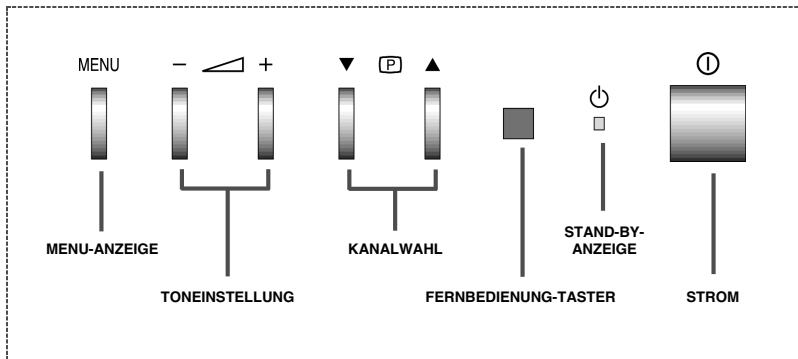 MENU
− +
▼ P ▲
MENU-ANZEIGE
TONEINSTELLUNG
KANALWAHL
FERNBEDIENUNG-TASTER
STAND-BY-
ANZEIGE
STROM